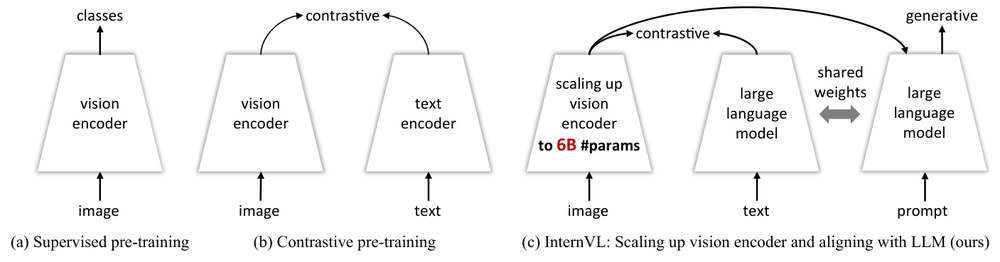 classes
vision
encoder
image
(a) Supervised pre-training
contrastive
vision
encoder
text
encoder
image
text
(b) Contrastive pre-training
contrastive
generative
scaling up
vision
encoder
to 6B #params
large
language
model
shared
weights
large
language
model
image
text
prompt
(c) InternVL: Scaling up vision encoder and aligning with LLM (ours)